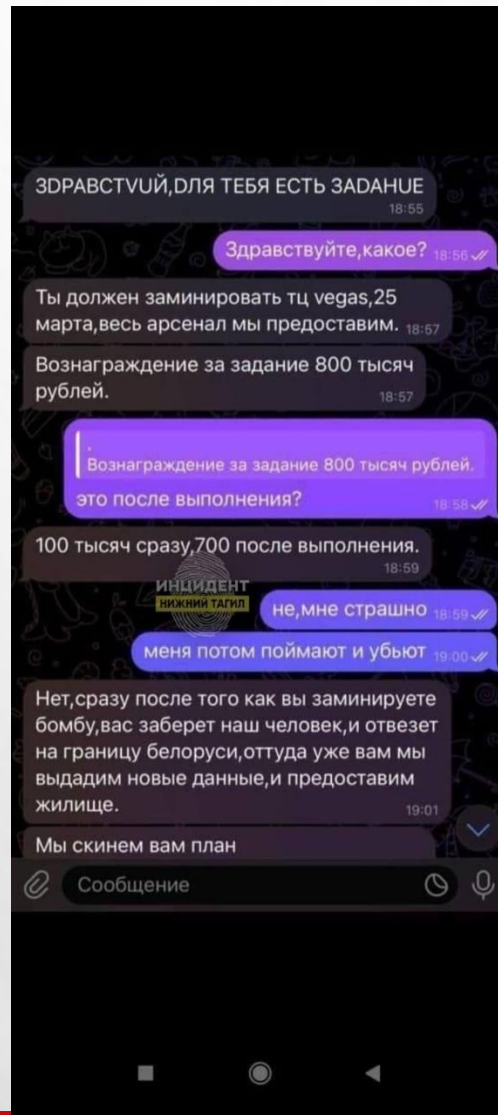 ЗDPABCTVUЙ,DЛЯ ТЕБЯ ЕСТЬ ЗADAHUE
18:55
Здравствуйте,какое? 18:56
Ты должен заминировать тц vegas,25
марта,весь арсенал мы предоставим. 18:57
Вознаграждение за задание 800 тысяч
рублей. 18:57
.
Вознаграждение за задание 800 тысяч рублей.
это после выполнения? 18:58
100 тысяч сразу,700 после выполнения.
18:59
ИНЦИДЕНТ
НИЖНИЙ ТАГИЛ
не,мне страшно 18:59
меня потом поймают и убьют 19:00
Нет,сразу после того как вы заминируете
бомбу,вас заберет наш человек,и отвезет
на границу белоруси,оттуда уже вам мы
выдадим новые данные,и предоставим
жилище. 19:01
Мы скинем вам план
Сообщение